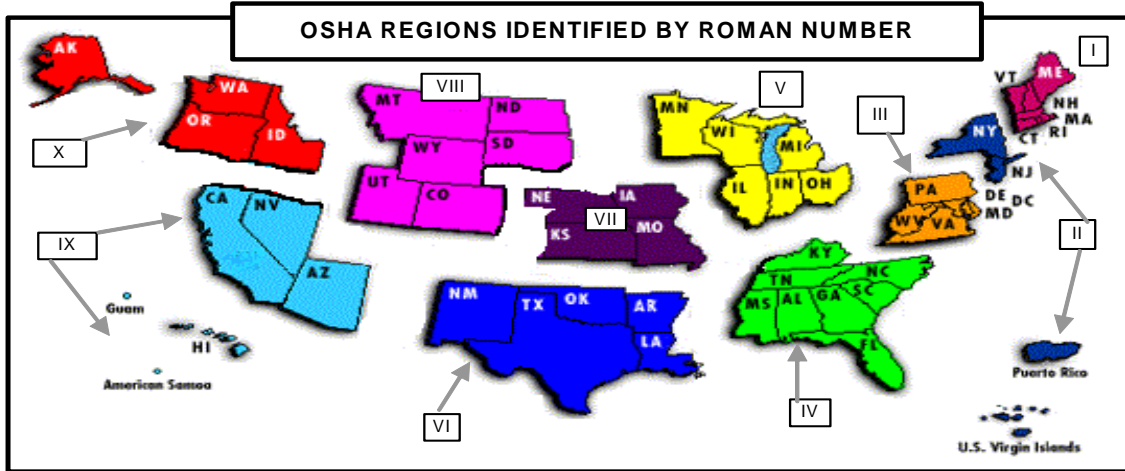 OSHA REGIONS IDENTIFIED BY ROMAN NUMBER
AK
WA
OR
ID
X
VIII
MT
ND
SD
WY
UT
CO
V
MN
WI
MI
IL
IN
OH
I
VT
ME
NH
MA
RI
CT
III
NY
NJ
PA
DE
DC
MD
WV
VA
II
CA
NV
AZ
IX
Guam
HI
American Samoa
NE
IA
VII
KS
MO
NM
TX
OK
AR
LA
VI
KY
TN
NC
SC
MS
AL
GA
FL
IV
Puerto Rico
U.S. Virgin Islands